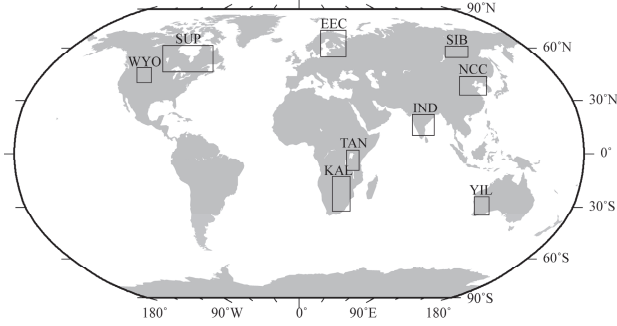 90˚N
EEC
SUP
SIB
60˚N
WYO
NCC
30˚N
IND
TAN
0˚
KAL
YIL
30˚S
60˚S
90˚S
180˚ 90˚W 0˚ 90˚E 180˚